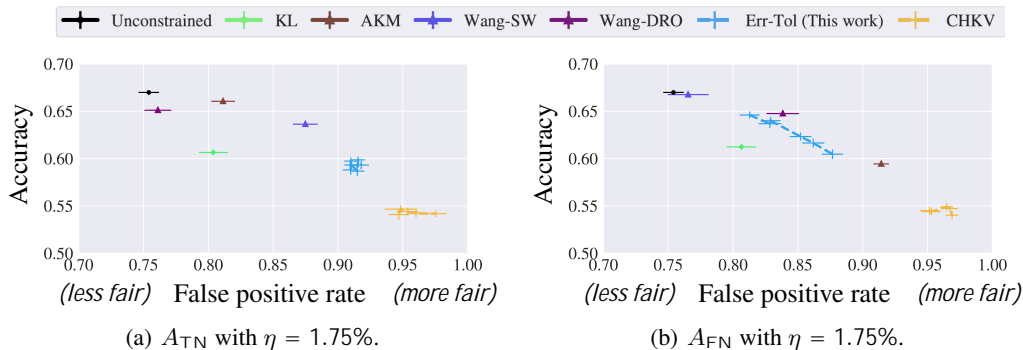 Unconstrained KL AKM Wang-SW Wang-DRO Err-Tol (This work) CHKV
0.70
0.65
0.60
0.55
0.50
Accuracy
0.70 0.75 0.80 0.85 0.90 0.95 1.00
(less fair) False positive rate (more fair)
(a) A_TN with η = 1.75%.
0.70
0.65
0.60
0.55
0.50
Accuracy
0.70 0.75 0.80 0.85 0.90 0.95 1.00
(less fair) False positive rate (more fair)
(b) A_FN with η = 1.75%.